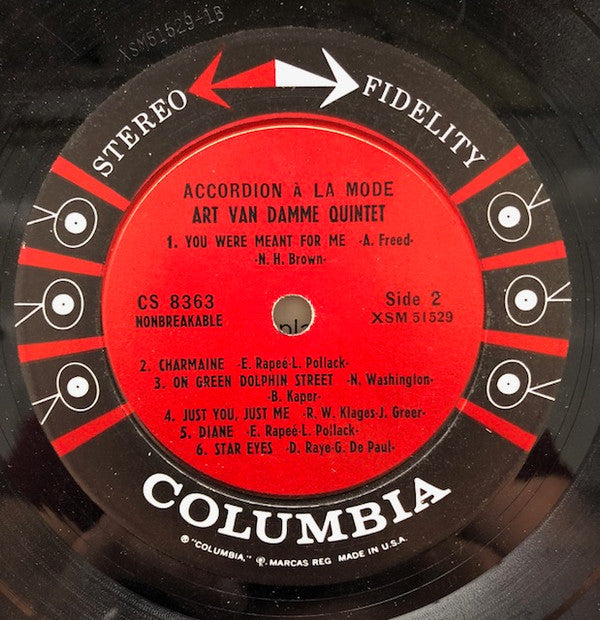 XSM51529-1B
STEREO FIDELITY
ACCORDION À LA MODE
ART VAN DAMME QUINTET
1. YOU WERE MEANT FOR ME -A. Freed-
-N. H. Brown-
CS 8363
NONBREAKABLE
Side 2
XSM 51529
pla
2. CHARMAINE -E. Rapeé-L. Pollack-
3. ON GREEN DOLPHIN STREET -N. Washington-
-B. Kaper-
4. JUST YOU, JUST ME -R. W. Klages-J. Greer-
5. DIANE -E. Rapeé-L. Pollack-
6. STAR EYES -D. Raye-G. De Paul-
COLUMBIA
® "COLUMBIA," Ⓟ. MARCAS REG MADE IN U.S.A.